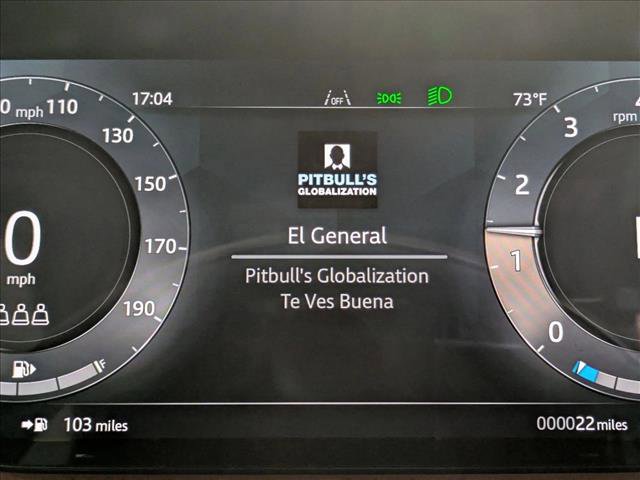 mph 110
130
150
170
190
0
mph
F
103 miles
17:04
OFF
73°F
PITBULL'S
GLOBALIZATION
El General
Pitbull's Globalization
Te Ves Buena
rpm
3
2
1
0
000022 miles